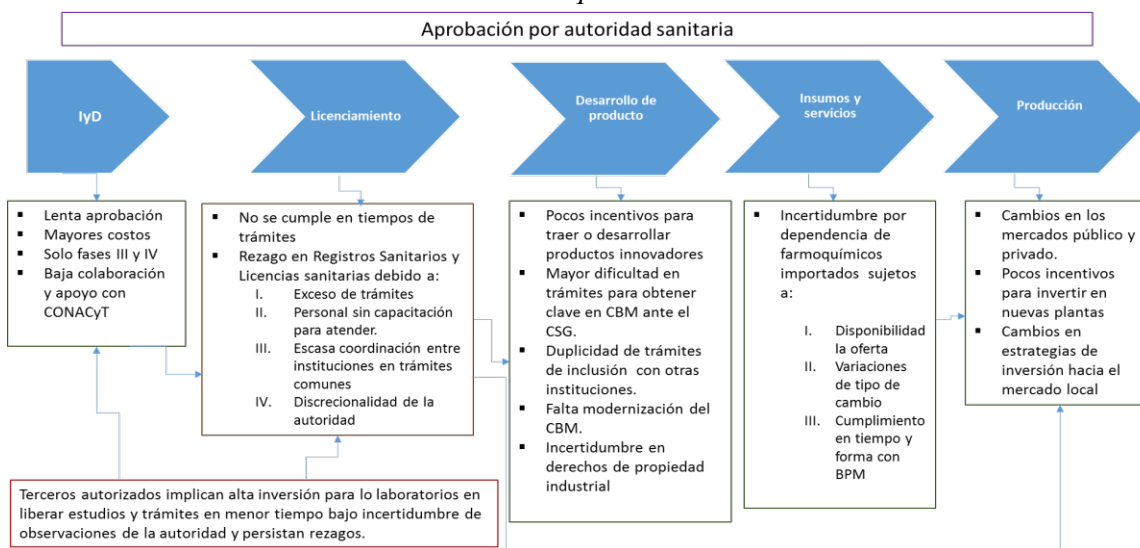 Aprobación por autoridad sanitaria
IyD
Licenciamiento
Desarrollo de
producto
Insumos y
servicios
Producción
▪ Lenta aprobación
▪ Mayores costos
▪ Solo fases III y IV
▪ Baja colaboración
y apoyo con
CONACyT
▪ No se cumple en tiempos de
trámites
▪ Rezago en Registros Sanitarios y
Licencias sanitarias debido a:
I. Exceso de trámites
II. Personal sin capacitación
para atender.
III. Escasa coordinación entre
instituciones en trámites
comunes
IV. Discrecionalidad de la
autoridad
▪ Pocos incentivos para
traer o desarrollar
productos innovadores
▪ Mayor dificultad en
trámites para obtener
clave en CBM ante el
CSG.
▪ Duplicidad de trámites
de inclusión con otras
instituciones.
▪ Falta modernización del
CBM.
▪ Incertidumbre en
derechos de propiedad
industrial
▪ Incertidumbre por
dependencia de
farmoquímicos
importados sujetos
a:
I. Disponibilidad
la oferta
II. Variaciones
de tipo de
cambio
III. Cumplimiento
en tiempo y
forma con
BPM
▪ Cambios en los
mercados público y
privado.
▪ Pocos incentivos
para invertir en
nuevas plantas
▪ Cambios en
estrategias de
inversión hacia el
mercado local
Terceros autorizados implican alta inversión para lo laboratorios en
liberar estudios y trámites en menor tiempo bajo incertidumbre de
observaciones de la autoridad y persistan rezagos.